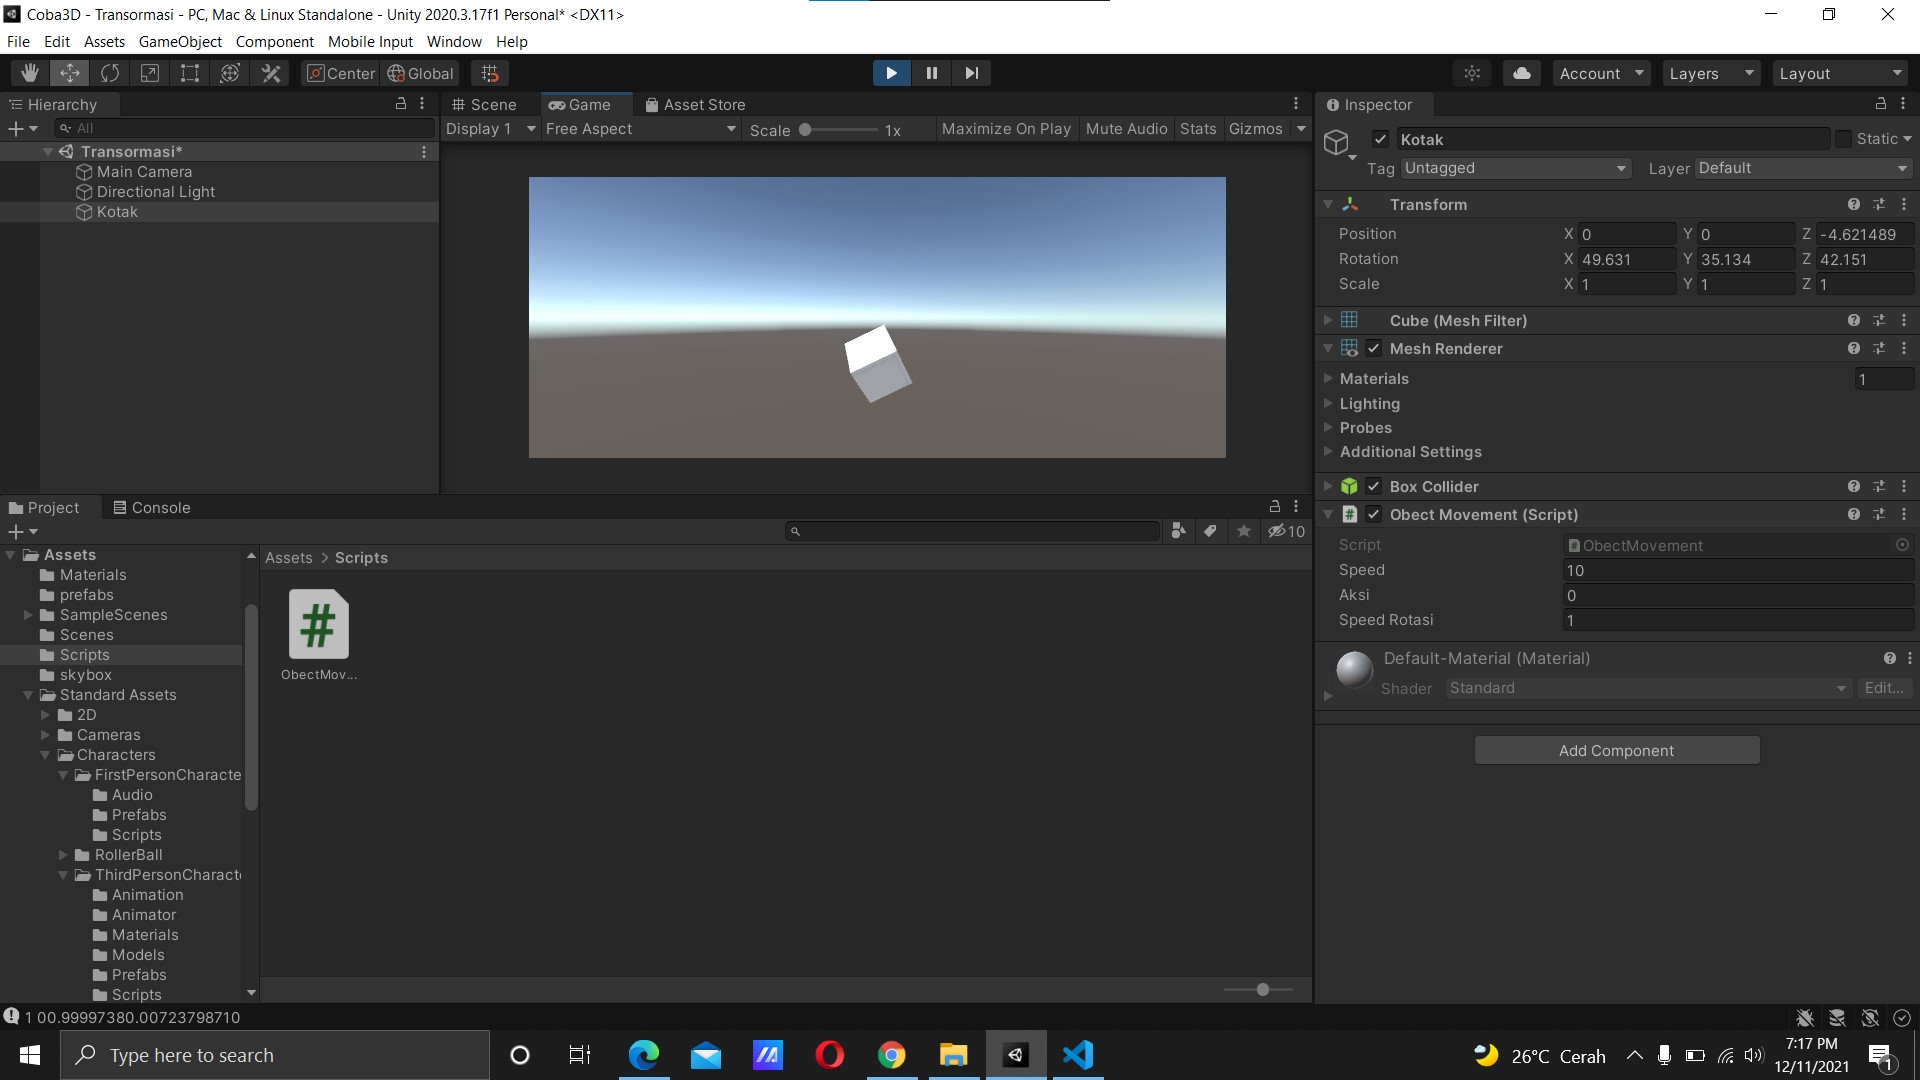 Coba3D - Transormasi - PC, Mac & Linux Standalone - Unity 2020.3.17f1 Personal* <DX11>
File Edit Assets GameObject Component Mobile Input Window Help
Center Global Account Layers Layout
Hierarchy
All
Transormasi*
Main Camera
Directional Light
Kotak
Scene Game Asset Store
Display 1 Free Aspect Scale 1x Maximize On Play Mute Audio Stats Gizmos
Inspector
Kotak Static
Tag Untagged Layer Default
Transform
Position X 0 Y 0 Z -4.621489
Rotation X 49.631 Y 35.134 Z 42.151
Scale X 1 Y 1 Z 1
Cube (Mesh Filter)
Mesh Renderer
Materials 1
Lighting
Probes
Additional Settings
Box Collider
# Obect Movement (Script)
Script ObectMovement
Speed 10
Aksi 0
Speed Rotasi 1
Default-Material (Material)
Shader Standard Edit...
Add Component
Project Console
10
Assets
Materials
prefabs
SampleScenes
Scenes
Scripts
skybox
Standard Assets
2D
Cameras
Characters
FirstPersonCharacte
Audio
Prefabs
Scripts
RollerBall
ThirdPersonCharact
Animation
Animator
Materials
Models
Prefabs
Scripts
Assets > Scripts
#
ObectMov...
1 00.99997380.00723798710
Type here to search
26°C Cerah
7:17 PM
12/11/2021
1